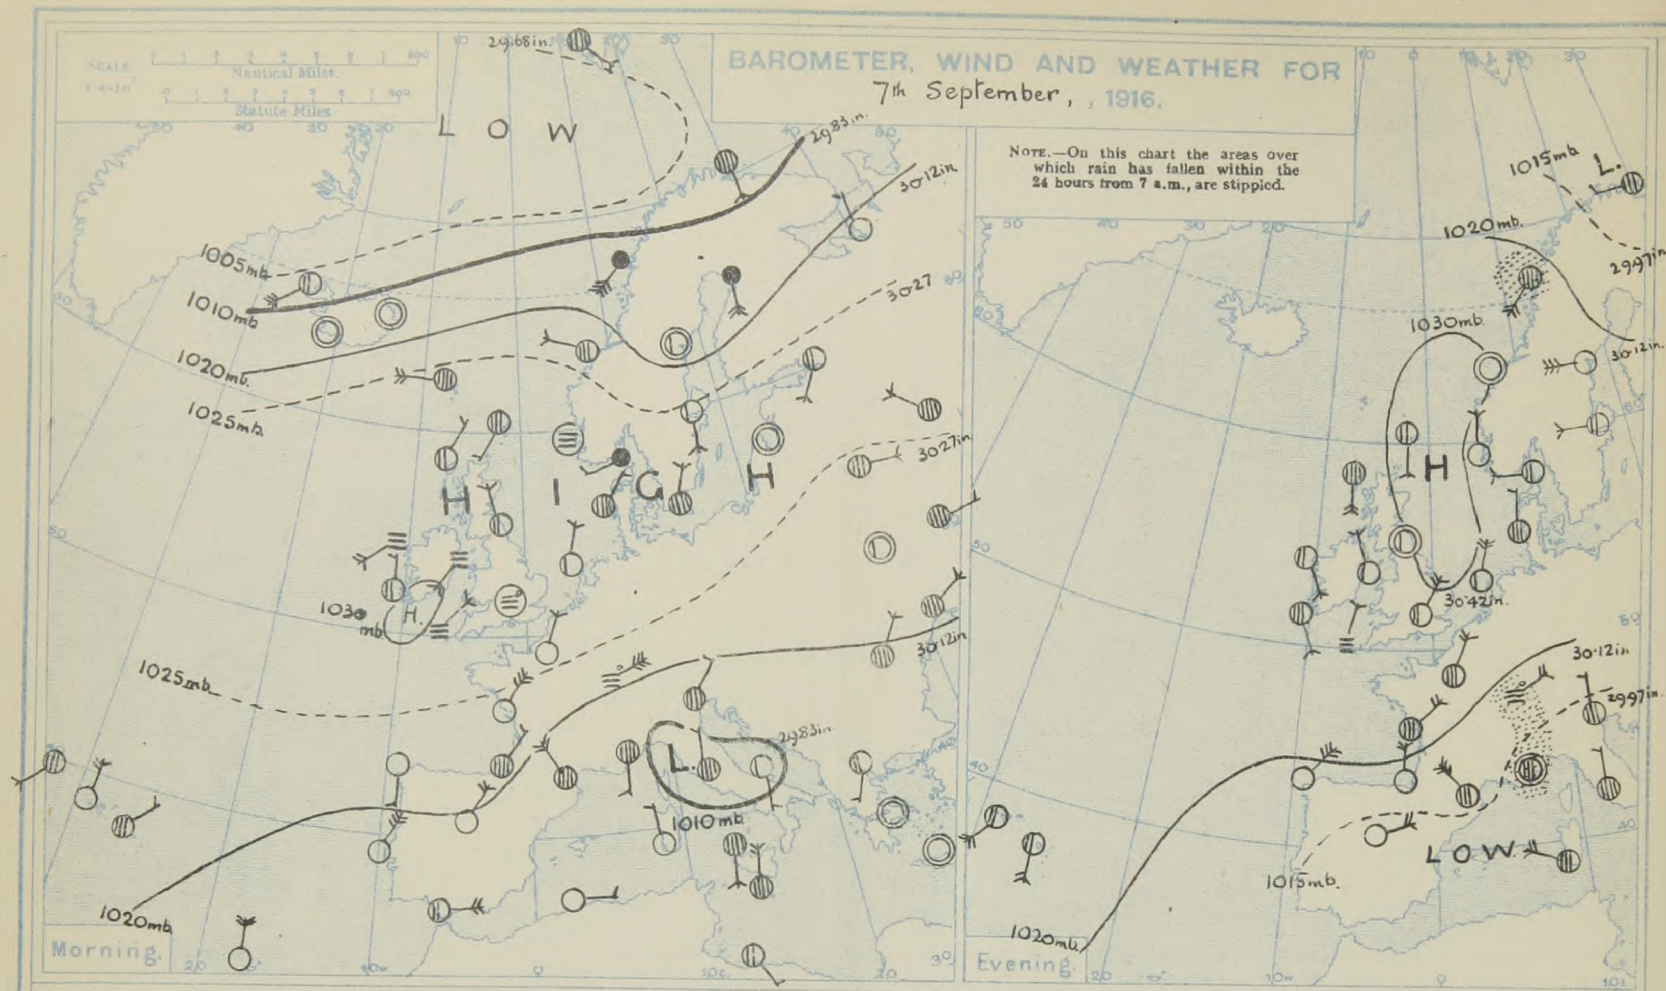 BAROMETER, WIND AND WEATHER FOR
7th September, , 1916.
NOTE.—On this chart the areas over
which rain has fallen within the
24 hours from 7 a.m., are stippled.
Nautical Miles.
Statute Miles
29.68in.
LOW
29.83in.
30.12in.
1005mb.
1010mb
1020mb.
1025mb.
30.27
30.27in.
HIGH
1030
mb.
H.
1025mb.
30.12in
29.83in.
L.
1010mb.
1020mb.
Morning.
1015mb
L.
1020mb.
29.97in.
1030mb.
30.12in.
H
30.42in.
30.12in.
29.97in.
LOW.
1015mb.
1020mb.
Evening.